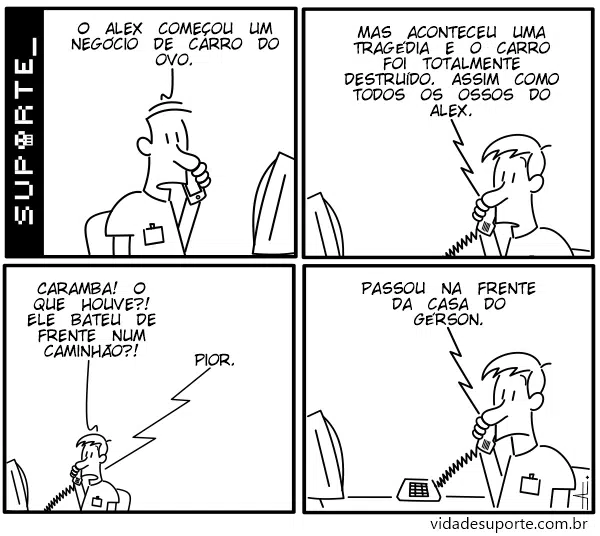 SUPORTE_
O ALEX COMEÇOU UM
NEGÓCIO DE CARRO DO
OVO.
MAS ACONTECEU UMA
TRAGÉDIA E O CARRO
FOI TOTALMENTE
DESTRUÍDO. ASSIM COMO
TODOS OS OSSOS DO
ALEX.
CARAMBA! O
QUE HOUVE?!
ELE BATEU DE
FRENTE NUM
CAMINHÃO?!
PIOR.
PASSOU NA FRENTE
DA CASA DO
GÉRSON.
vidadesuporte.com.br